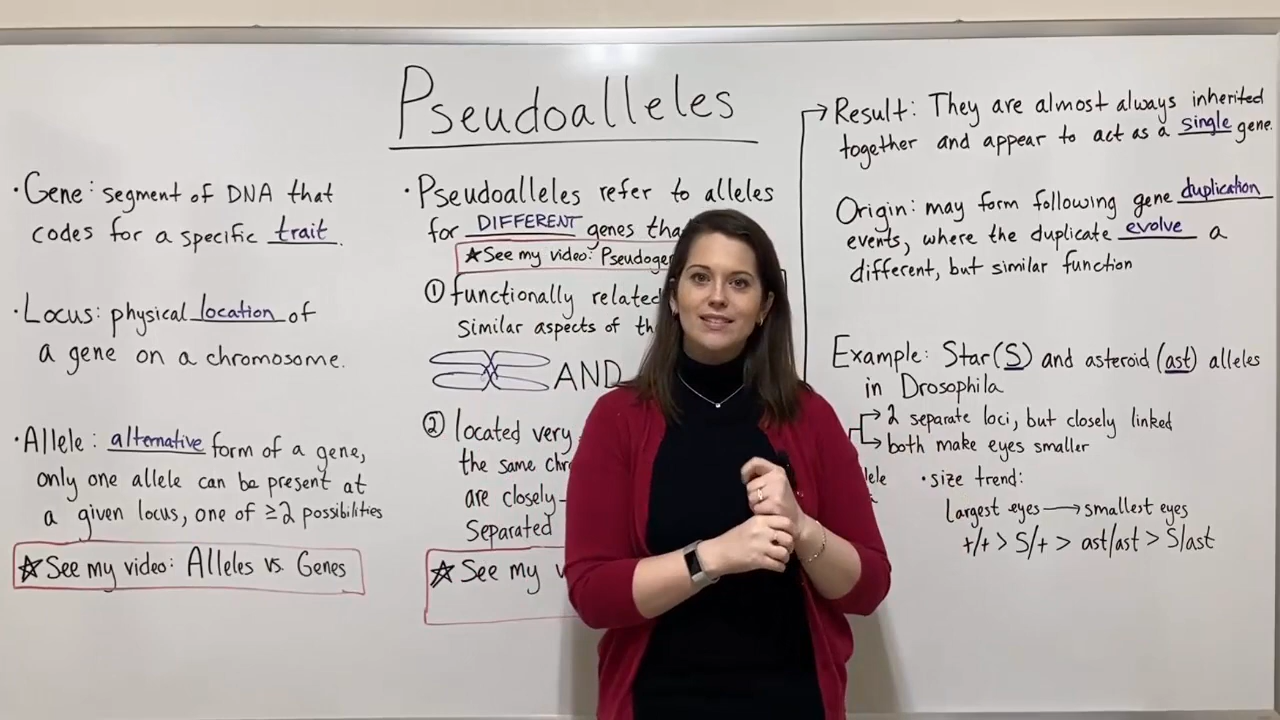 Pseudoalleles
• Gene: segment of DNA that
codes for a specific trait.
• Locus: physical location of
a gene on a chromosome.
• Allele: alternative form of a gene,
only one allele can be present at
a given locus, one of ≥2 possibilities
★See my video: Alleles vs. Genes
• Pseudoalleles refer to alleles
for DIFFERENT genes
★See my video:
① functionally related
Similar aspects of
AND
② located very
the same
are closely-
Separated
★See my
Result: They are almost always inherited
together and appear to act as a single gene.
Origin: may form following gene duplication
events, where the duplicate evolve a
different, but similar function
Example: Star(S) and asteroid (ast) alleles
in Drosophila
→ 2 separate loci, but closely linked
→ both make eyes smaller
• size trend:
Largest eyes → smallest eyes
+/+ > S/+ > ast/ast > S/ast